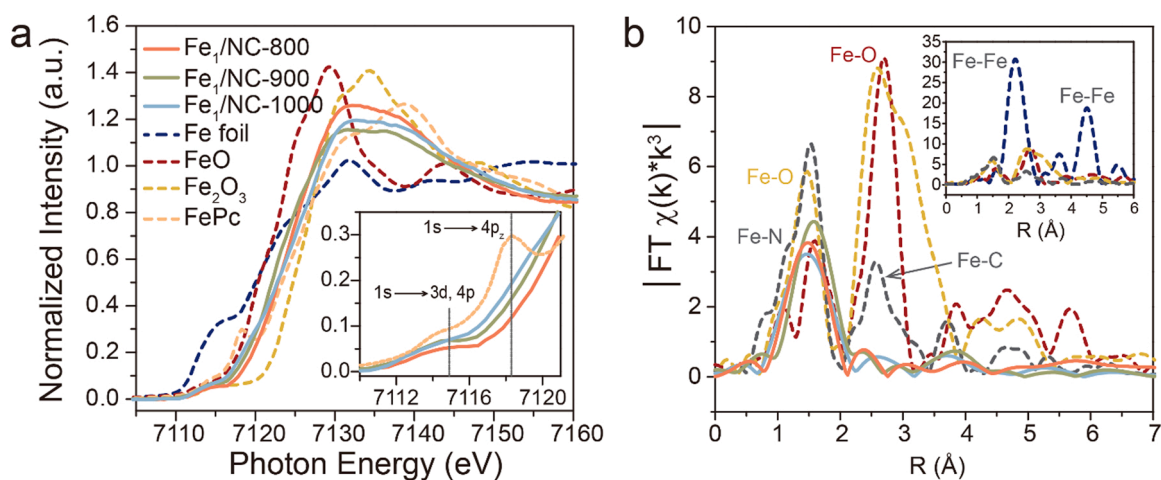 a
Normalized Intensity (a.u.)
1.6
1.4
1.2
1.0
0.8
0.6
0.4
0.2
0.0
Fe₁/NC-800
Fe₁/NC-900
Fe₁/NC-1000
Fe foil
FeO
Fe₂O₃
FePc
0.3
0.2
0.1
0.0
1s → 4p_z
1s → 3d, 4p
7112 7116 7120
7110 7120 7130 7140 7150 7160
Photon Energy (eV)
b
| FT χ(k)*k³ |
10
8
6
4
2
0
Fe-O
Fe-O
Fe-N
Fe-C
35
30
25
20
15
10
5
0
Fe-Fe
Fe-Fe
0 1 2 3 4 5 6
R (Å)
0 1 2 3 4 5 6 7
R (Å)